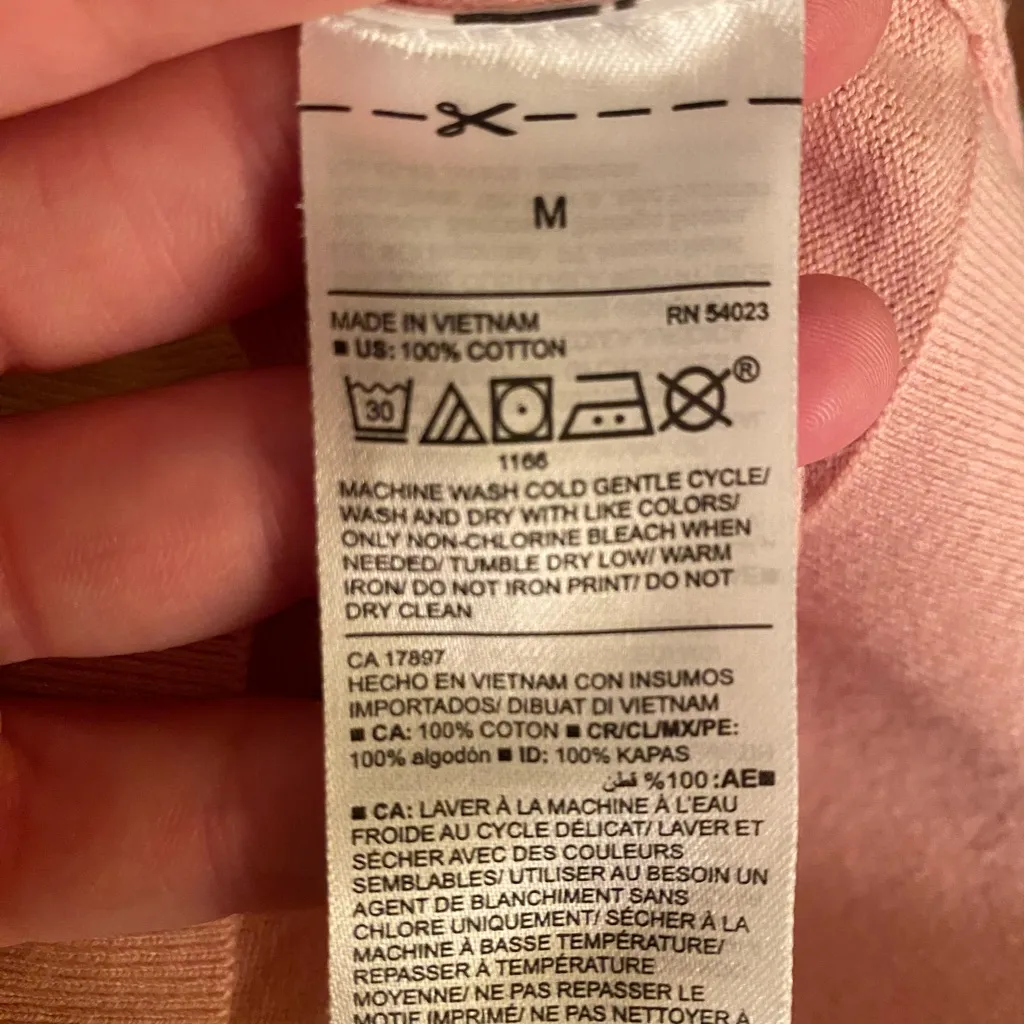 M
MADE IN VIETNAM RN 54023
■ US: 100% COTTON
30 ®
1166
MACHINE WASH COLD GENTLE CYCLE/
WASH AND DRY WITH LIKE COLORS/
ONLY NON-CHLORINE BLEACH WHEN
NEEDED/ TUMBLE DRY LOW/ WARM
IRON/ DO NOT IRON PRINT/ DO NOT
DRY CLEAN
CA 17897
HECHO EN VIETNAM CON INSUMOS
IMPORTADOS/ DIBUAT DI VIETNAM
■ CA: 100% COTON ■ CR/CL/MX/PE:
100% algodón ■ ID: 100% KAPAS
■AE: 100% قطن
■ CA: LAVER À LA MACHINE À L'EAU
FROIDE AU CYCLE DÉLICAT/ LAVER ET
SÉCHER AVEC DES COULEURS
SEMBLABLES/ UTILISER AU BESOIN UN
AGENT DE BLANCHIMENT SANS
CHLORE UNIQUEMENT/ SÉCHER À LA
MACHINE À BASSE TEMPÉRATURE/
REPASSER À TEMPÉRATURE
MOYENNE/ NE PAS REPASSER LE
MOTIF IMPRIMÉ/ NE PAS NETTOYER À